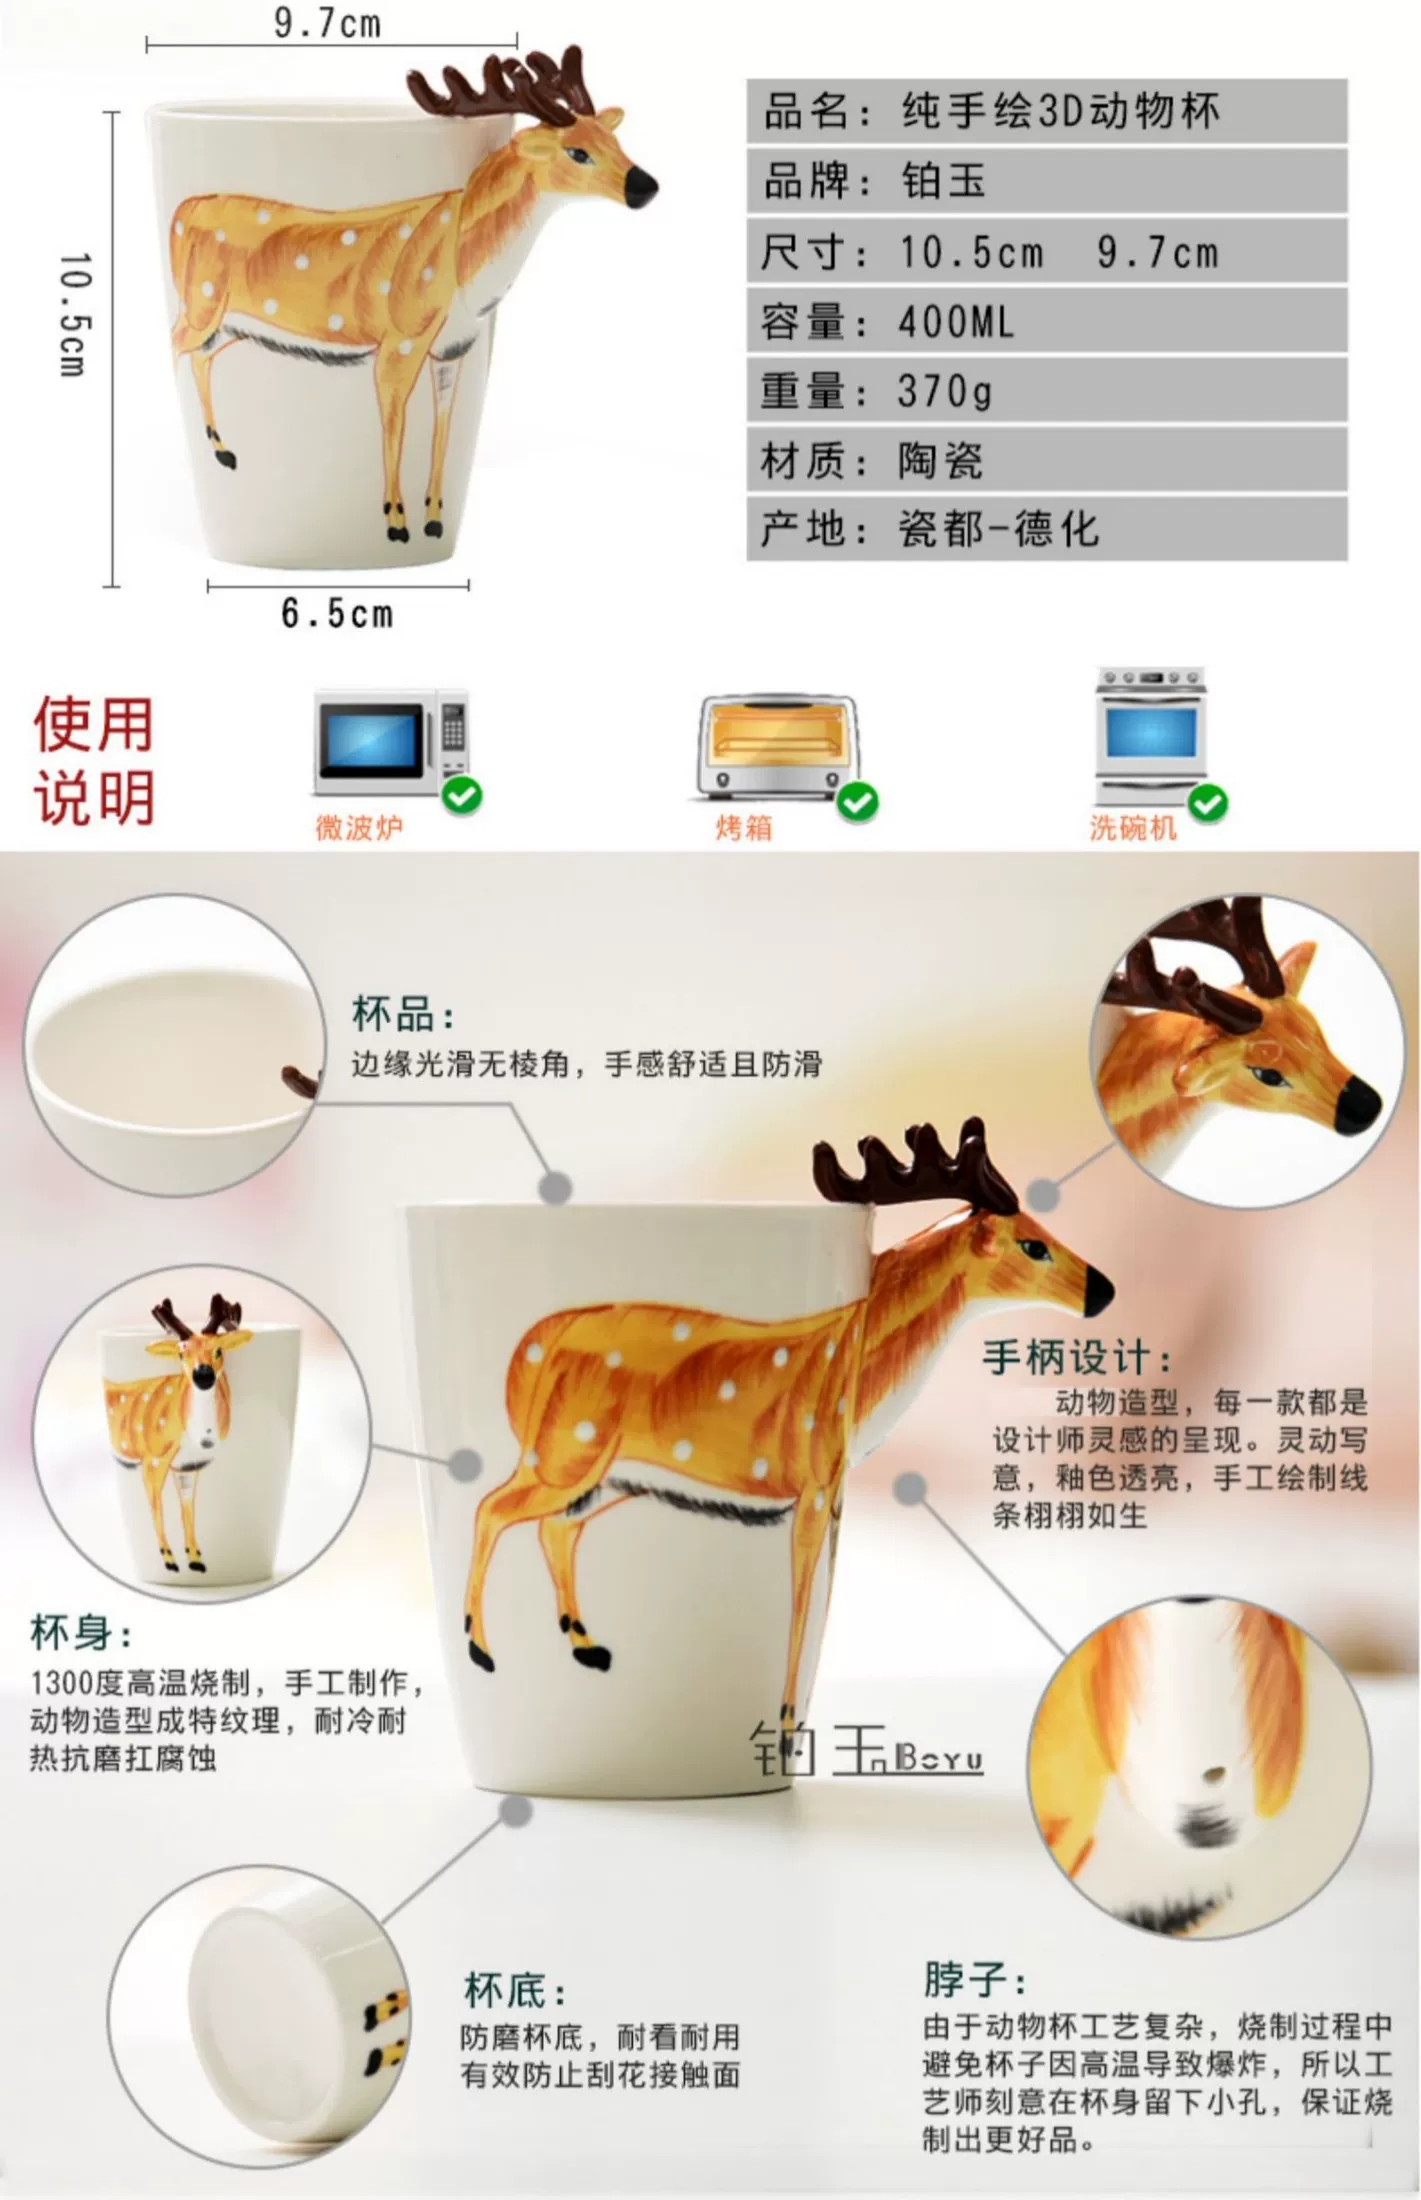 9.7cm
10.5cm
6.5cm
品名：纯手绘3D动物杯
品牌：铂玉
尺寸：10.5cm 9.7cm
容量：400ML
重量：370g
材质：陶瓷
产地：瓷都-德化
使用
说明
微波炉
烤箱
洗碗机
杯品：
边缘光滑无棱角，手感舒适且防滑
手柄设计：
动物造型，每一款都是
设计师灵感的呈现。灵动写
意，釉色透亮，手工绘制线
条栩栩如生
杯身：
1300度高温烧制，手工制作，
动物造型成特纹理，耐冷耐
热抗磨扛腐蚀
铂玉BoYU
杯底：
防磨杯底，耐看耐用
有效防止刮花接触面
脖子：
由于动物杯工艺复杂，烧制过程中
避免杯子因高温导致爆炸，所以工
艺师刻意在杯身留下小孔，保证烧
制出更好品。